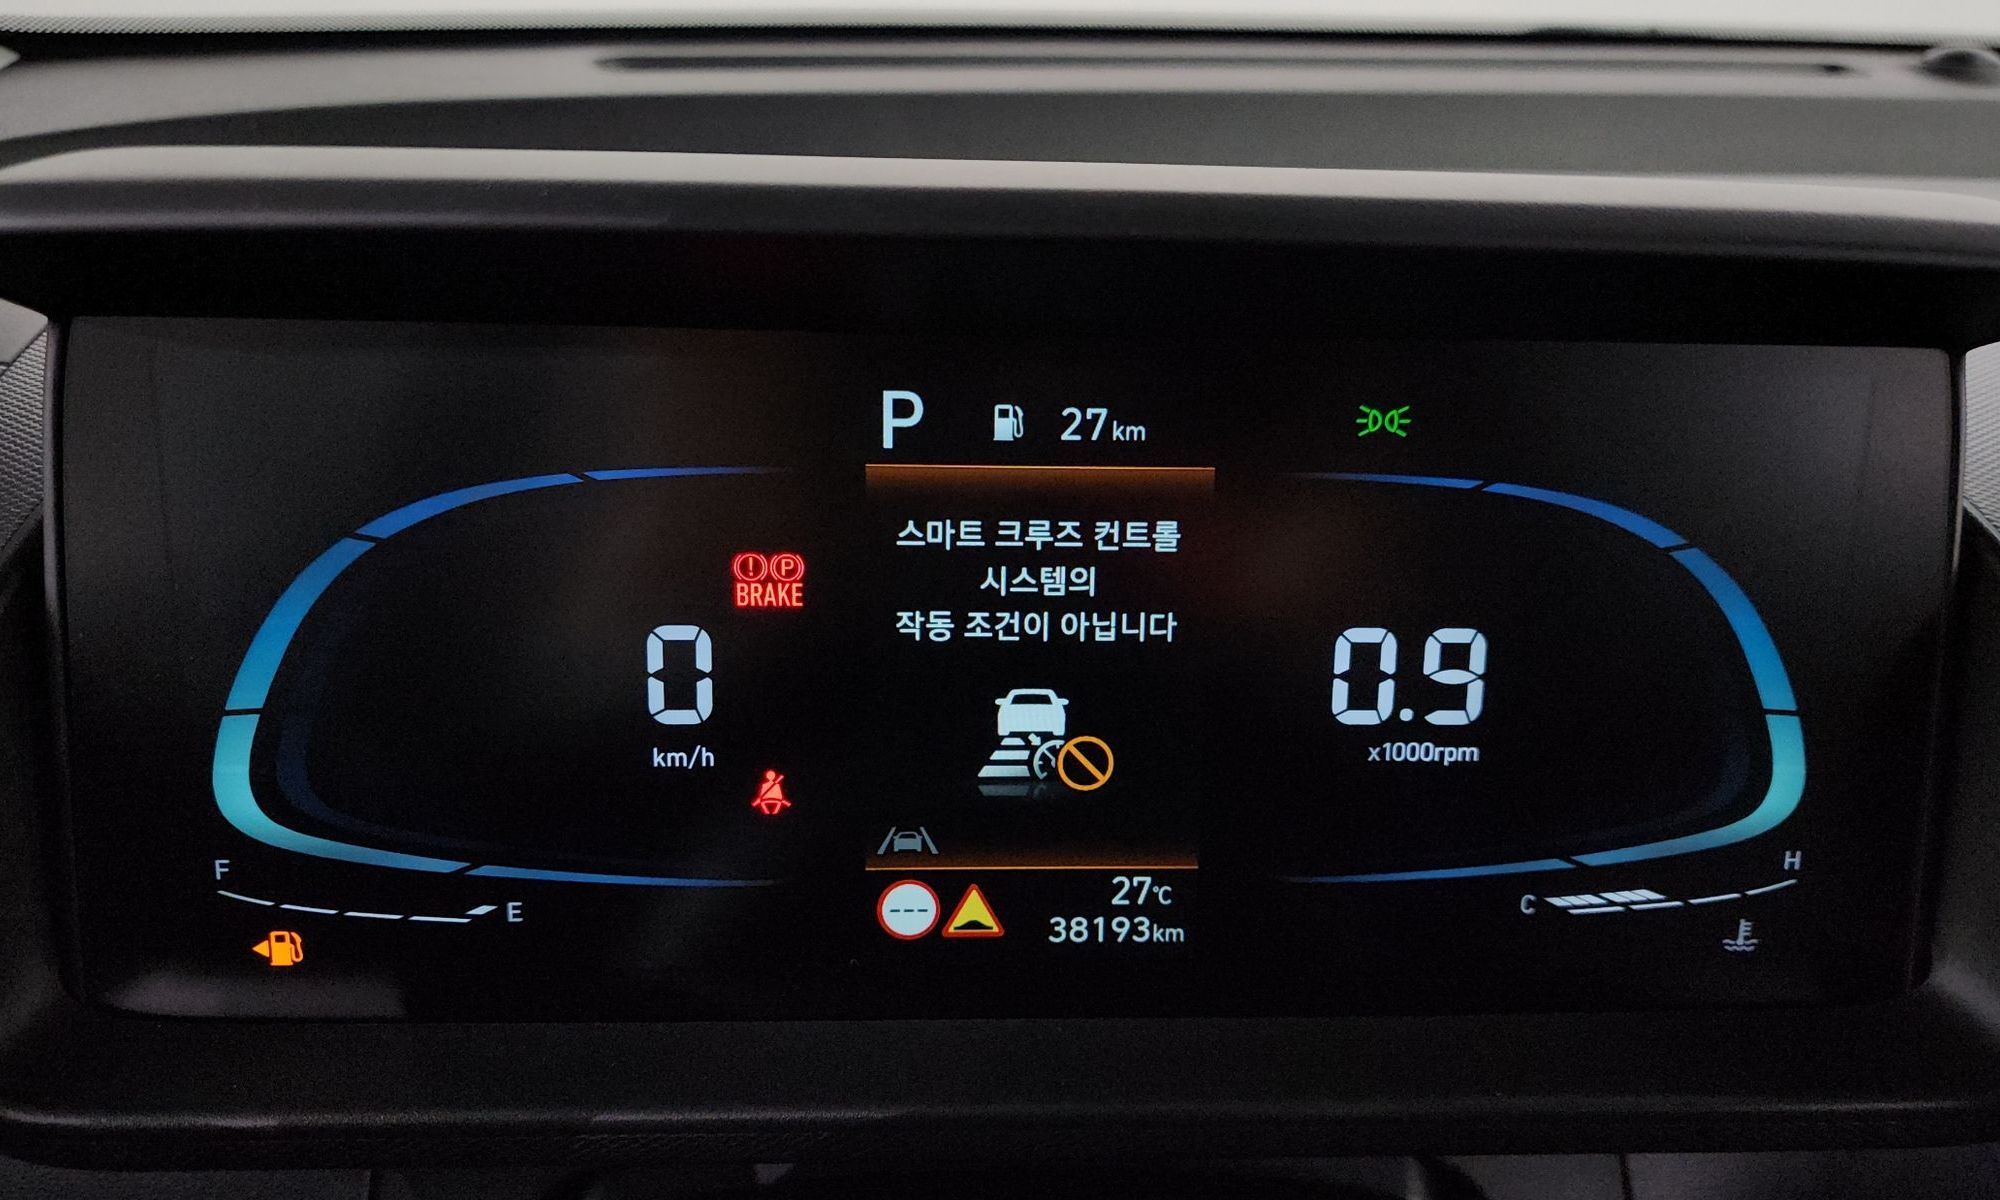 P 27km
스마트 크루즈 컨트롤
시스템의
작동 조건이 아닙니다
(!) (P)
BRAKE
0
km/h
0.9
x1000rpm
F
E
C
H
---
27℃
38193km